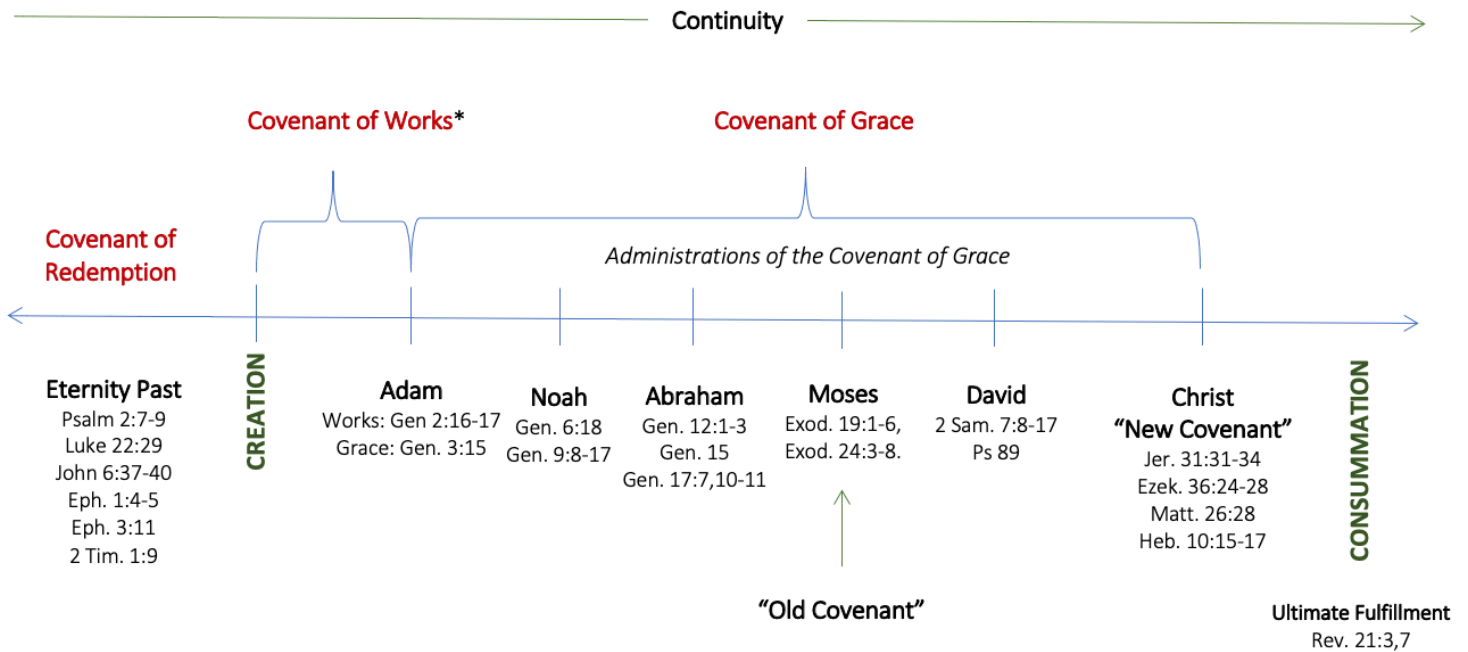 Continuity
Covenant of Works*
Covenant of Grace
Covenant of
Redemption
Administrations of the Covenant of Grace
Eternity Past
Psalm 2:7-9
Luke 22:29
John 6:37-40
Eph. 1:4-5
Eph. 3:11
2 Tim. 1:9
CREATION
Adam
Works: Gen 2:16-17
Grace: Gen. 3:15
Noah
Gen. 6:18
Gen. 9:8-17
Abraham
Gen. 12:1-3
Gen. 15
Gen. 17:7,10-11
Moses
Exod. 19:1-6,
Exod. 24:3-8.
"Old Covenant"
David
2 Sam. 7:8-17
Ps 89
Christ
"New Covenant"
Jer. 31:31-34
Ezek. 36:24-28
Matt. 26:28
Heb. 10:15-17
CONSUMMATION
Ultimate Fulfillment
Rev. 21:3,7